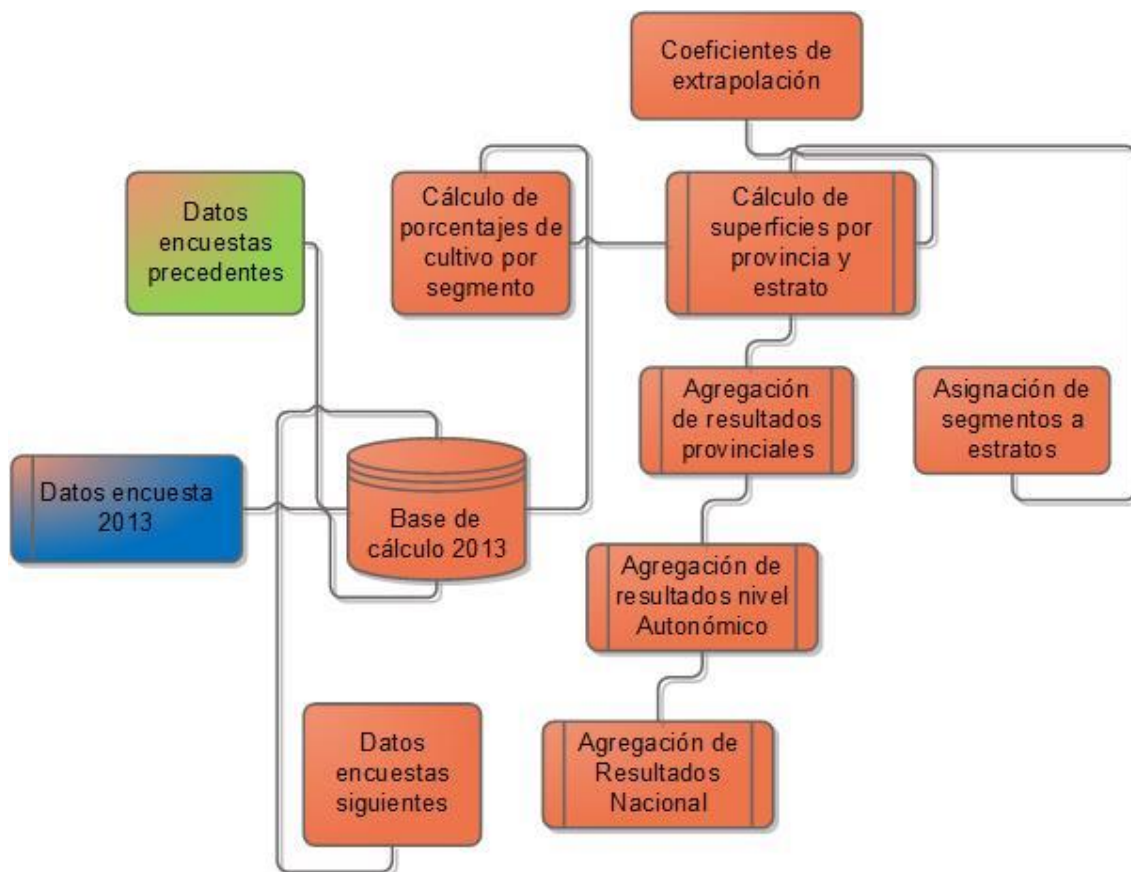 Coeficientes de
extrapolación
Datos
encuestas
precedentes
Cálculo de
porcentajes de
cultivo por
segmento
Cálculo de
superficies por
provincia y
estrato
Agregación
de resultados
provinciales
Asignación de
segmentos a
estratos
Datos encuesta
2013
Base de
cálculo 2013
Agregación de
resultados nivel
Autonómico
Datos
encuestas
siguientes
Agregación de
Resultados
Nacional